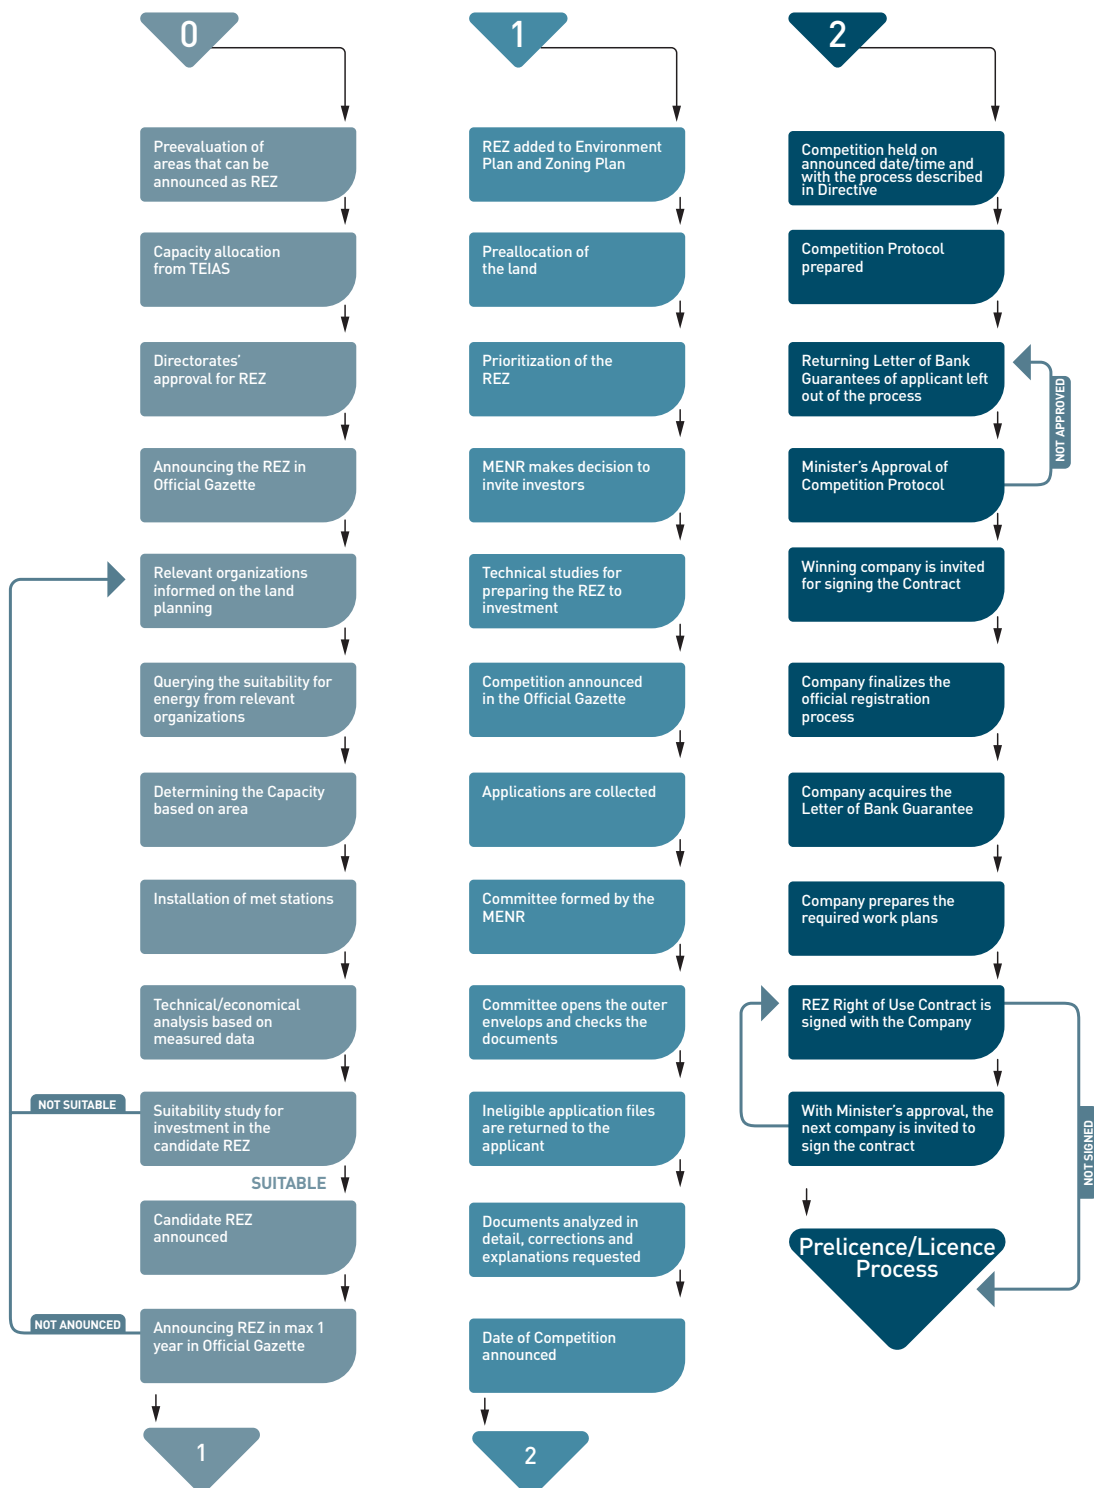 0
Preevaluation of
areas that can be
announced as REZ
Capacity allocation
from TEIAS
Directorates'
approval for REZ
Announcing the REZ in
Official Gazette
Relevant organizations
informed on the land
planning
Querying the suitability for
energy from relevant
organizations
Determining the Capacity
based on area
Installation of met stations
Technical/economical
analysis based on
measured data
NOT SUITABLE
Suitability study for
investment in the
candidate REZ
SUITABLE
Candidate REZ
announced
NOT ANOUNCED
Announcing REZ in max 1
year in Official Gazette
1
1
REZ added to Environment
Plan and Zoning Plan
Preallocation of
the land
Prioritization of the
REZ
MENR makes decision to
invite investors
Technical studies for
preparing the REZ to
investment
Competition announced
in the Official Gazette
Applications are collected
Committee formed by the
MENR
Committee opens the outer
envelops and checks the
documents
Ineligible application files
are returned to the
applicant
Documents analyzed in
detail, corrections and
explanations requested
Date of Competition
announced
2
2
Competition held on
announced date/time and
with the process described
in Directive
Competition Protocol
prepared
Returning Letter of Bank
Guarantees of applicant left
out of the process
NOT APPROVED
Minister's Approval of
Competition Protocol
Winning company is invited
for signing the Contract
Company finalizes the
official registration
process
Company acquires the
Letter of Bank Guarantee
Company prepares the
required work plans
REZ Right of Use Contract is
signed with the Company
With Minister's approval, the
next company is invited to
sign the contract
NOT SIGNED
Prelicence/Licence
Process